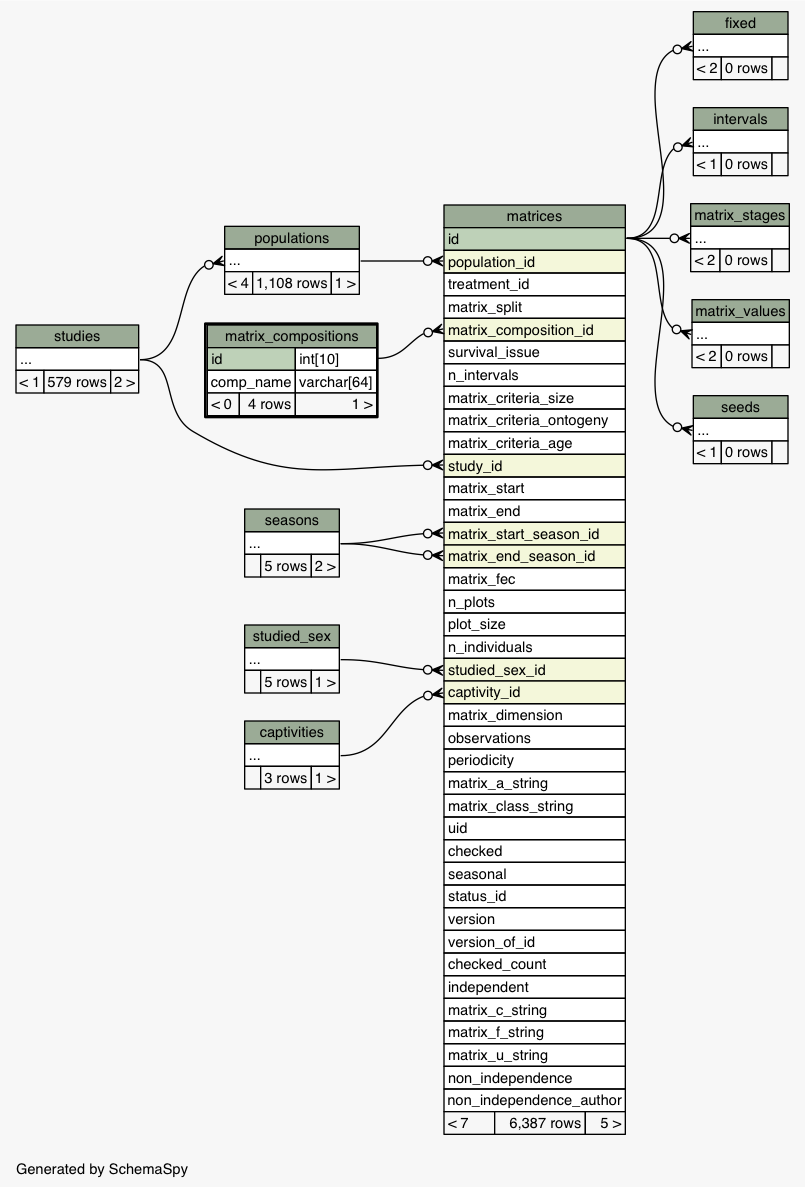 fixed
...
< 2 0 rows
intervals
...
< 1 0 rows
matrix_stages
...
< 2 0 rows
matrix_values
...
< 2 0 rows
seeds
...
< 1 0 rows
populations
...
< 4 1,108 rows 1 >
studies
...
< 1 579 rows 2 >
matrix_compositions
id int[10]
comp_name varchar[64]
< 0 4 rows 1 >
seasons
...
5 rows 2 >
studied_sex
...
5 rows 1 >
captivities
...
3 rows 1 >
matrices
id
population_id
treatment_id
matrix_split
matrix_composition_id
survival_issue
n_intervals
matrix_criteria_size
matrix_criteria_ontogeny
matrix_criteria_age
study_id
matrix_start
matrix_end
matrix_start_season_id
matrix_end_season_id
matrix_fec
n_plots
plot_size
n_individuals
studied_sex_id
captivity_id
matrix_dimension
observations
periodicity
matrix_a_string
matrix_class_string
uid
checked
seasonal
status_id
version
version_of_id
checked_count
independent
matrix_c_string
matrix_f_string
matrix_u_string
non_independence
non_independence_author
< 7 6,387 rows 5 >
Generated by SchemaSpy